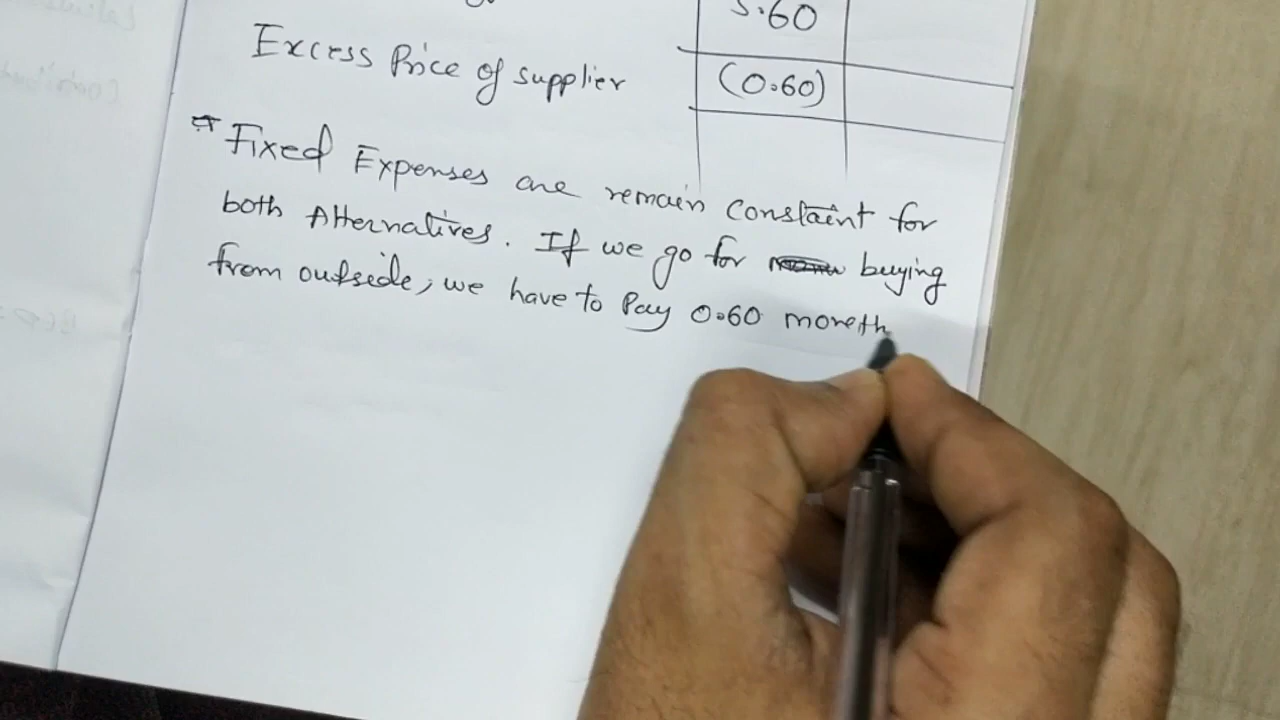 5.60
Excess Price of supplier (0.60)
* Fixed Expenses are remain Constaint for
both Alternatives. If we go for buying
from outside, we have to Pay 0.60 moreth